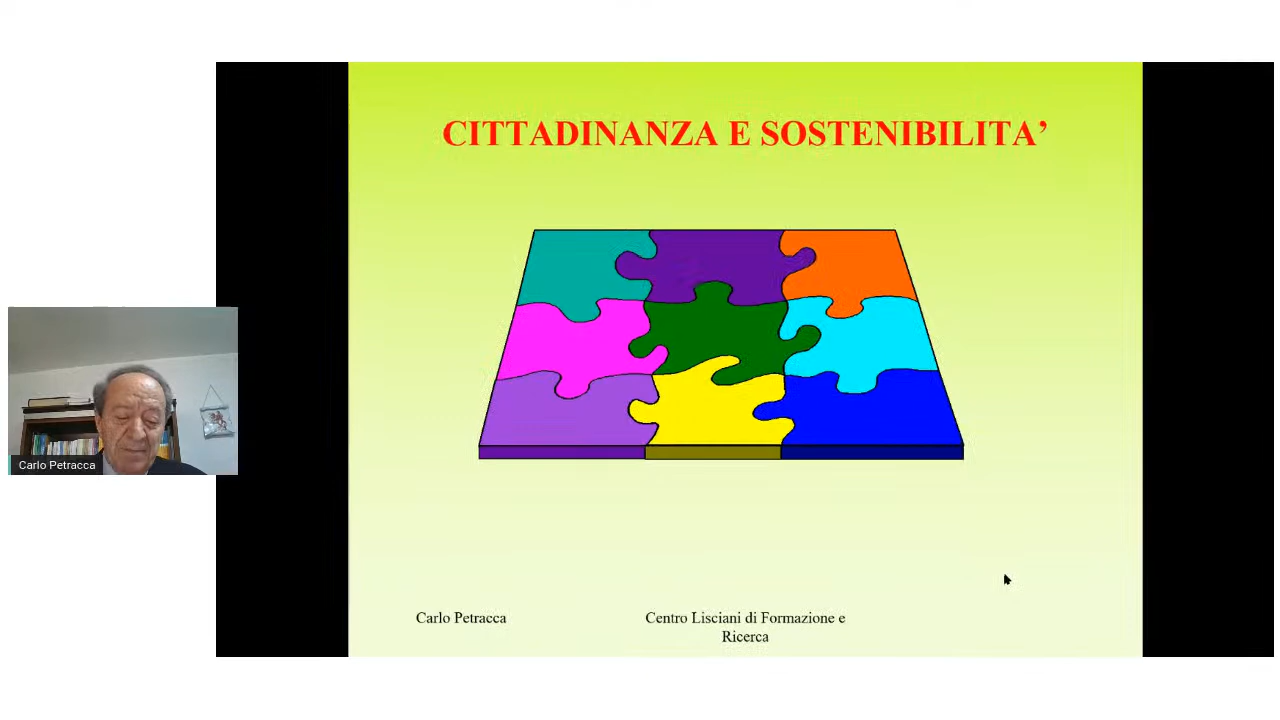 CITTADINANZA E SOSTENIBILITA’
Carlo Petracca
Carlo Petracca
Centro Lisciani di Formazione e
Ricerca